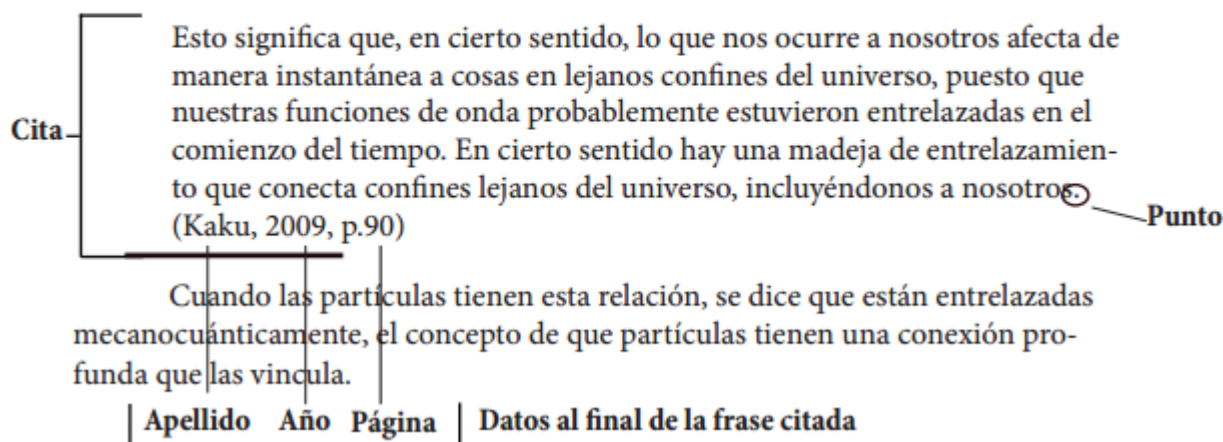 Esto significa que, en cierto sentido, lo que nos ocurre a nosotros afecta de
manera instantánea a cosas en lejanos confines del universo, puesto que
nuestras funciones de onda probablemente estuvieron entrelazadas en el
Cita
comienzo del tiempo. En cierto sentido hay una madeja de entrelazamien-
to que conecta confines lejanos del universo, incluyéndonos a nosotros.
Punto
(Kaku, 2009, p.90)
Cuando las partículas tienen esta relación, se dice que están entrelazadas
mecanocuánticamente, el concepto de que partículas tienen una conexión pro-
funda que las vincula.
Apellido Año Página Datos al final de la frase citada